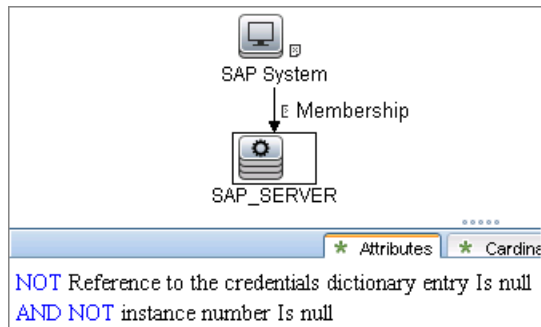 SAP System
Membership
SAP_SERVER
Attributes
Cardina
NOT Reference to the credentials dictionary entry Is null
AND NOT instance number Is null